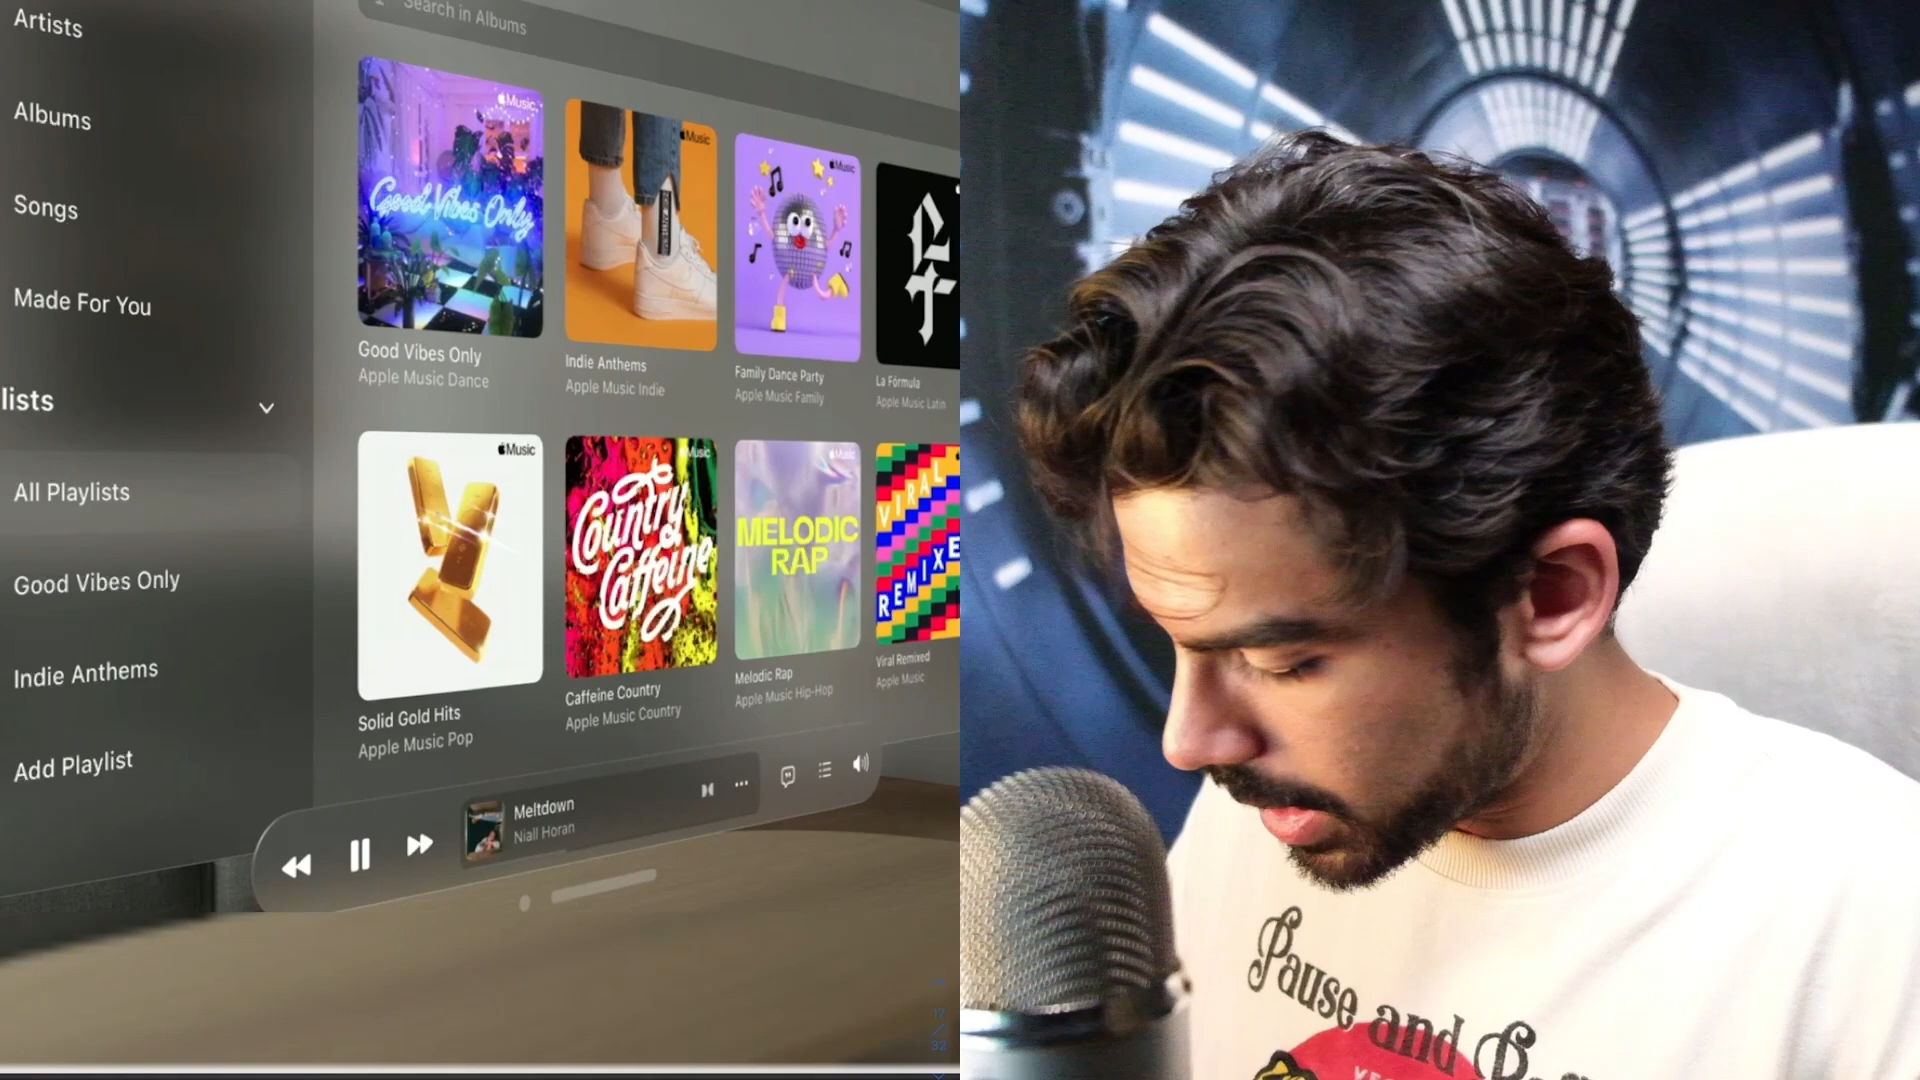 Artists
Albums
Songs
Made For You
lists
All Playlists
Good Vibes Only
Indie Anthems
Add Playlist
Search in Albums
Music
Good Vibes Only
Good Vibes Only
Apple Music Dance
Music
Indie Anthems
Apple Music Indie
Music
Family Dance Party
Apple Music Family
La Fórmula
Apple Music Latin
Music
Solid Gold Hits
Apple Music Pop
Music
Country
&
Caffeine
Caffeine Country
Apple Music Country
Music
MELODIC
RAP
Melodic Rap
Apple Music Hip-Hop
VIRAL
REMIXE
Viral Remixed
Apple Music
Meltdown
Niall Horan
17
32
Pause and